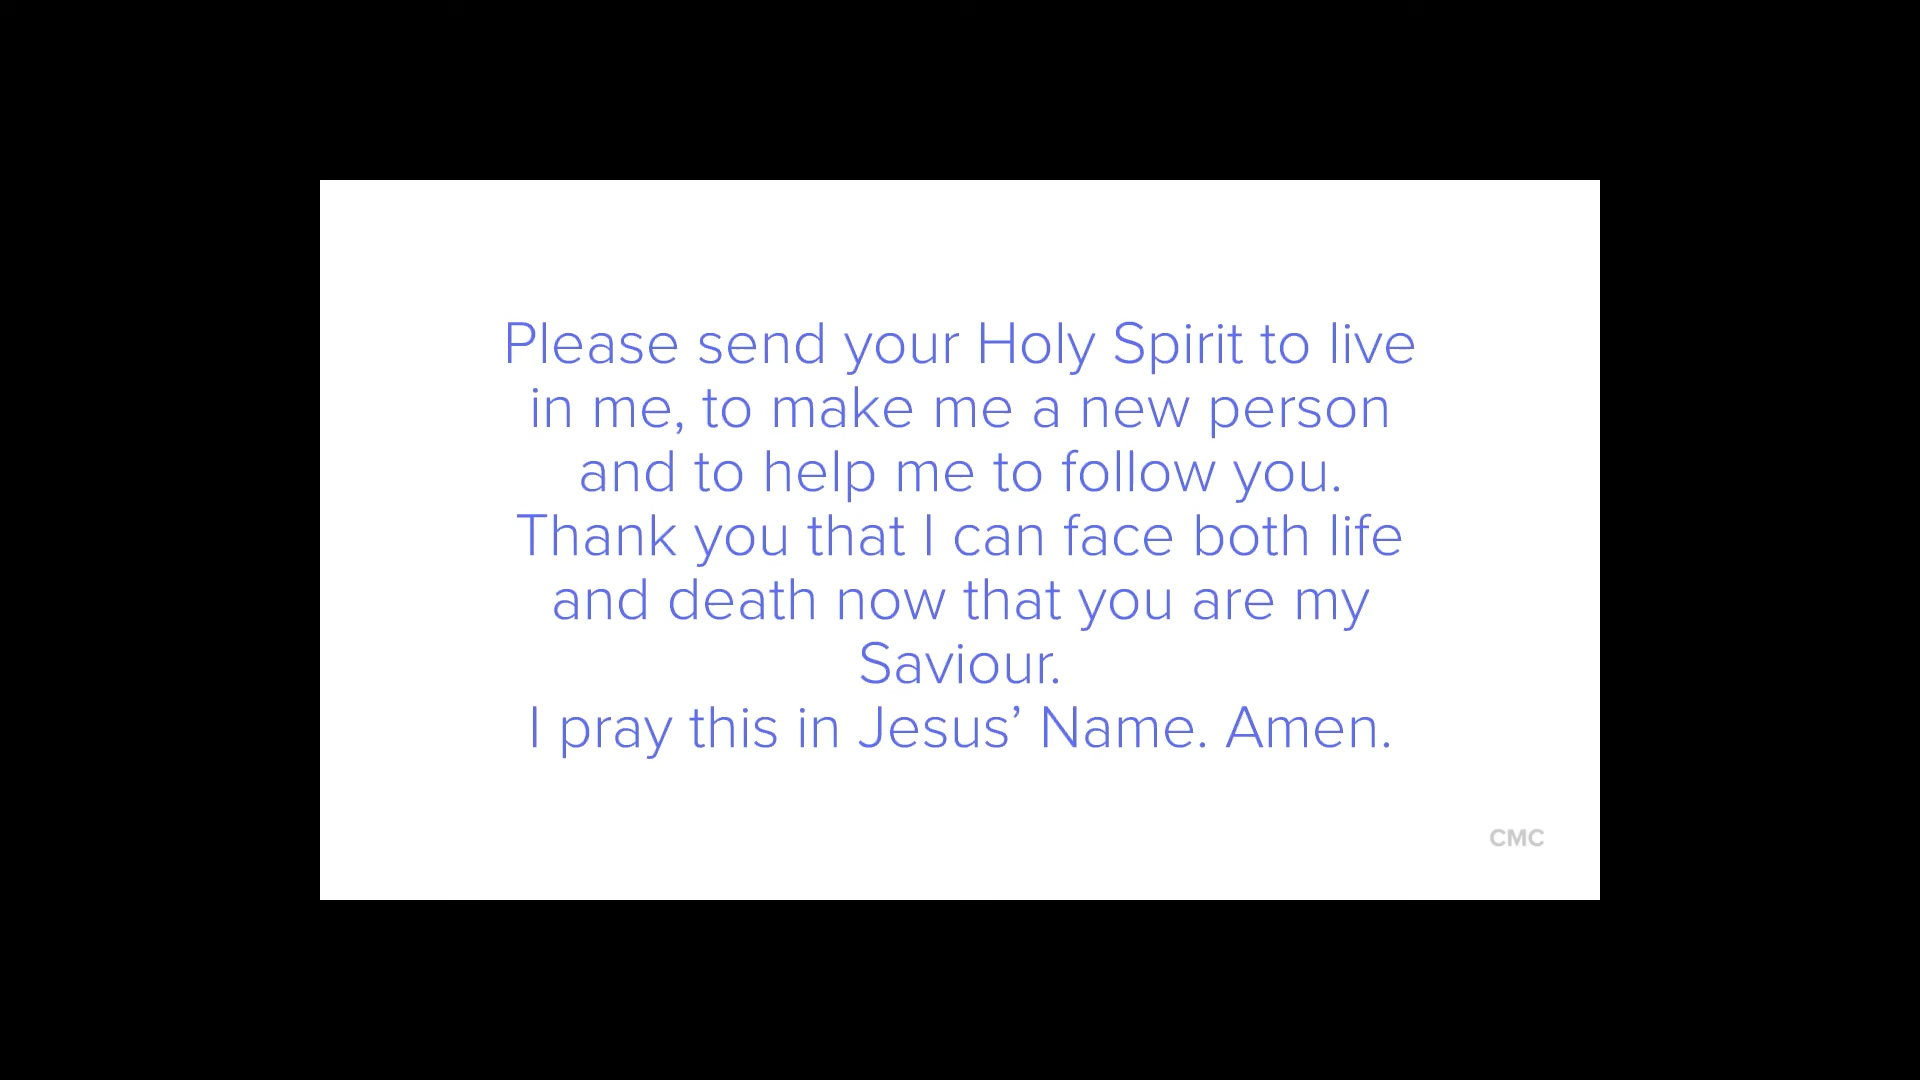 Please send your Holy Spirit to live
in me, to make me a new person
and to help me to follow you.
Thank you that I can face both life
and death now that you are my
Saviour.
I pray this in Jesus’ Name. Amen.
CMC